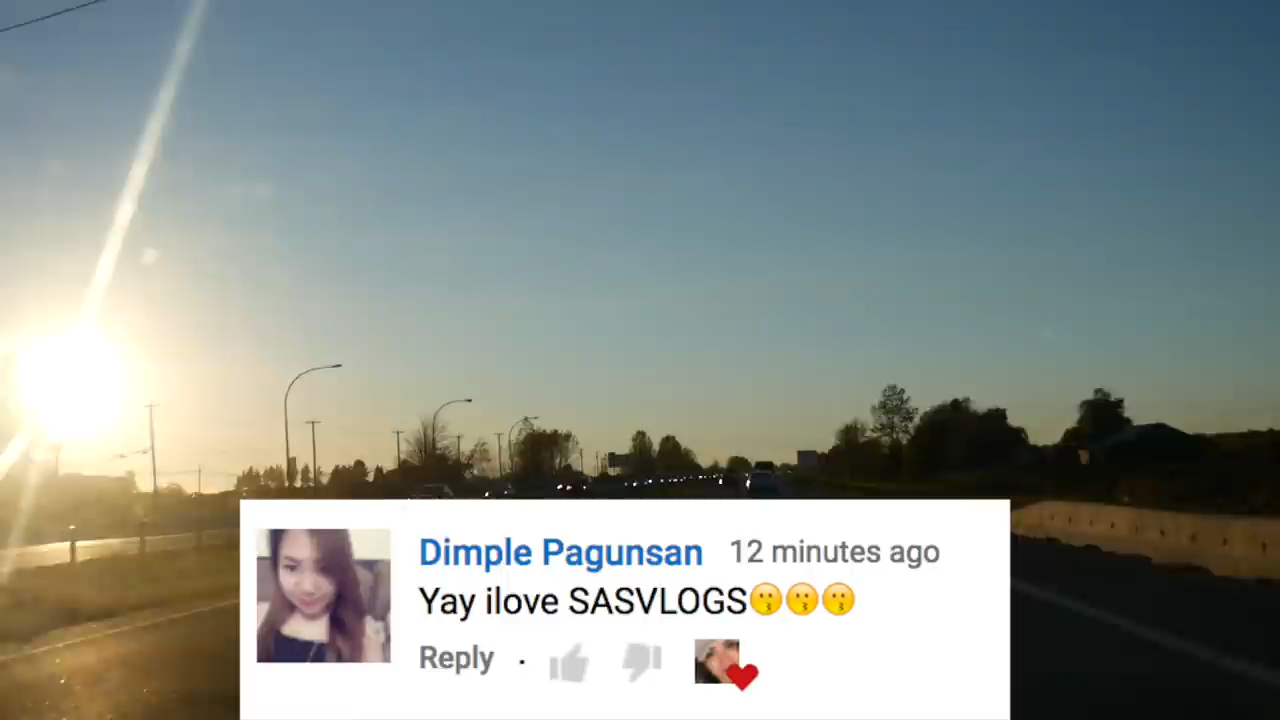 Dimple Pagunsan 12 minutes ago
Yay ilove SASVLOGS😗😗😗
Reply ·